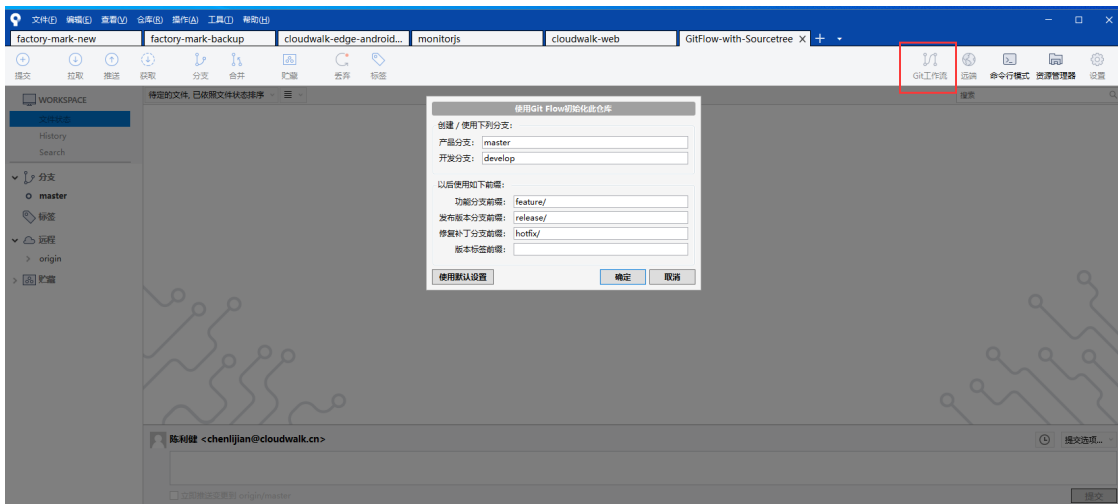 文件(F) 编辑(E) 查看(V) 仓库(R) 操作(A) 工具(T) 帮助(H)
factory-mark-new factory-mark-backup cloudwalk-edge-android... monitorjs cloudwalk-web GitFlow-with-Sourcetree
提交 拉取 推送 获取 分支 合并 贮藏 丢弃 标签 Git工作流 远端 命令行模式 资源管理器 设置
WORKSPACE
文件状态
History
Search
分支
master
标签
远程
origin
贮藏
待定的文件, 已依照文件状态排序
搜索
使用Git Flow初始化此仓库
创建 / 使用下列分支:
产品分支: master
开发分支: develop
以后使用如下前缀:
功能分支前缀: feature/
发布版本分支前缀: release/
修复补丁分支前缀: hotfix/
版本标签前缀:
使用默认设置 确定 取消
陈利健 <chenlijian@cloudwalk.cn>
提交选项...
立即推送变更到 origin/master
提交